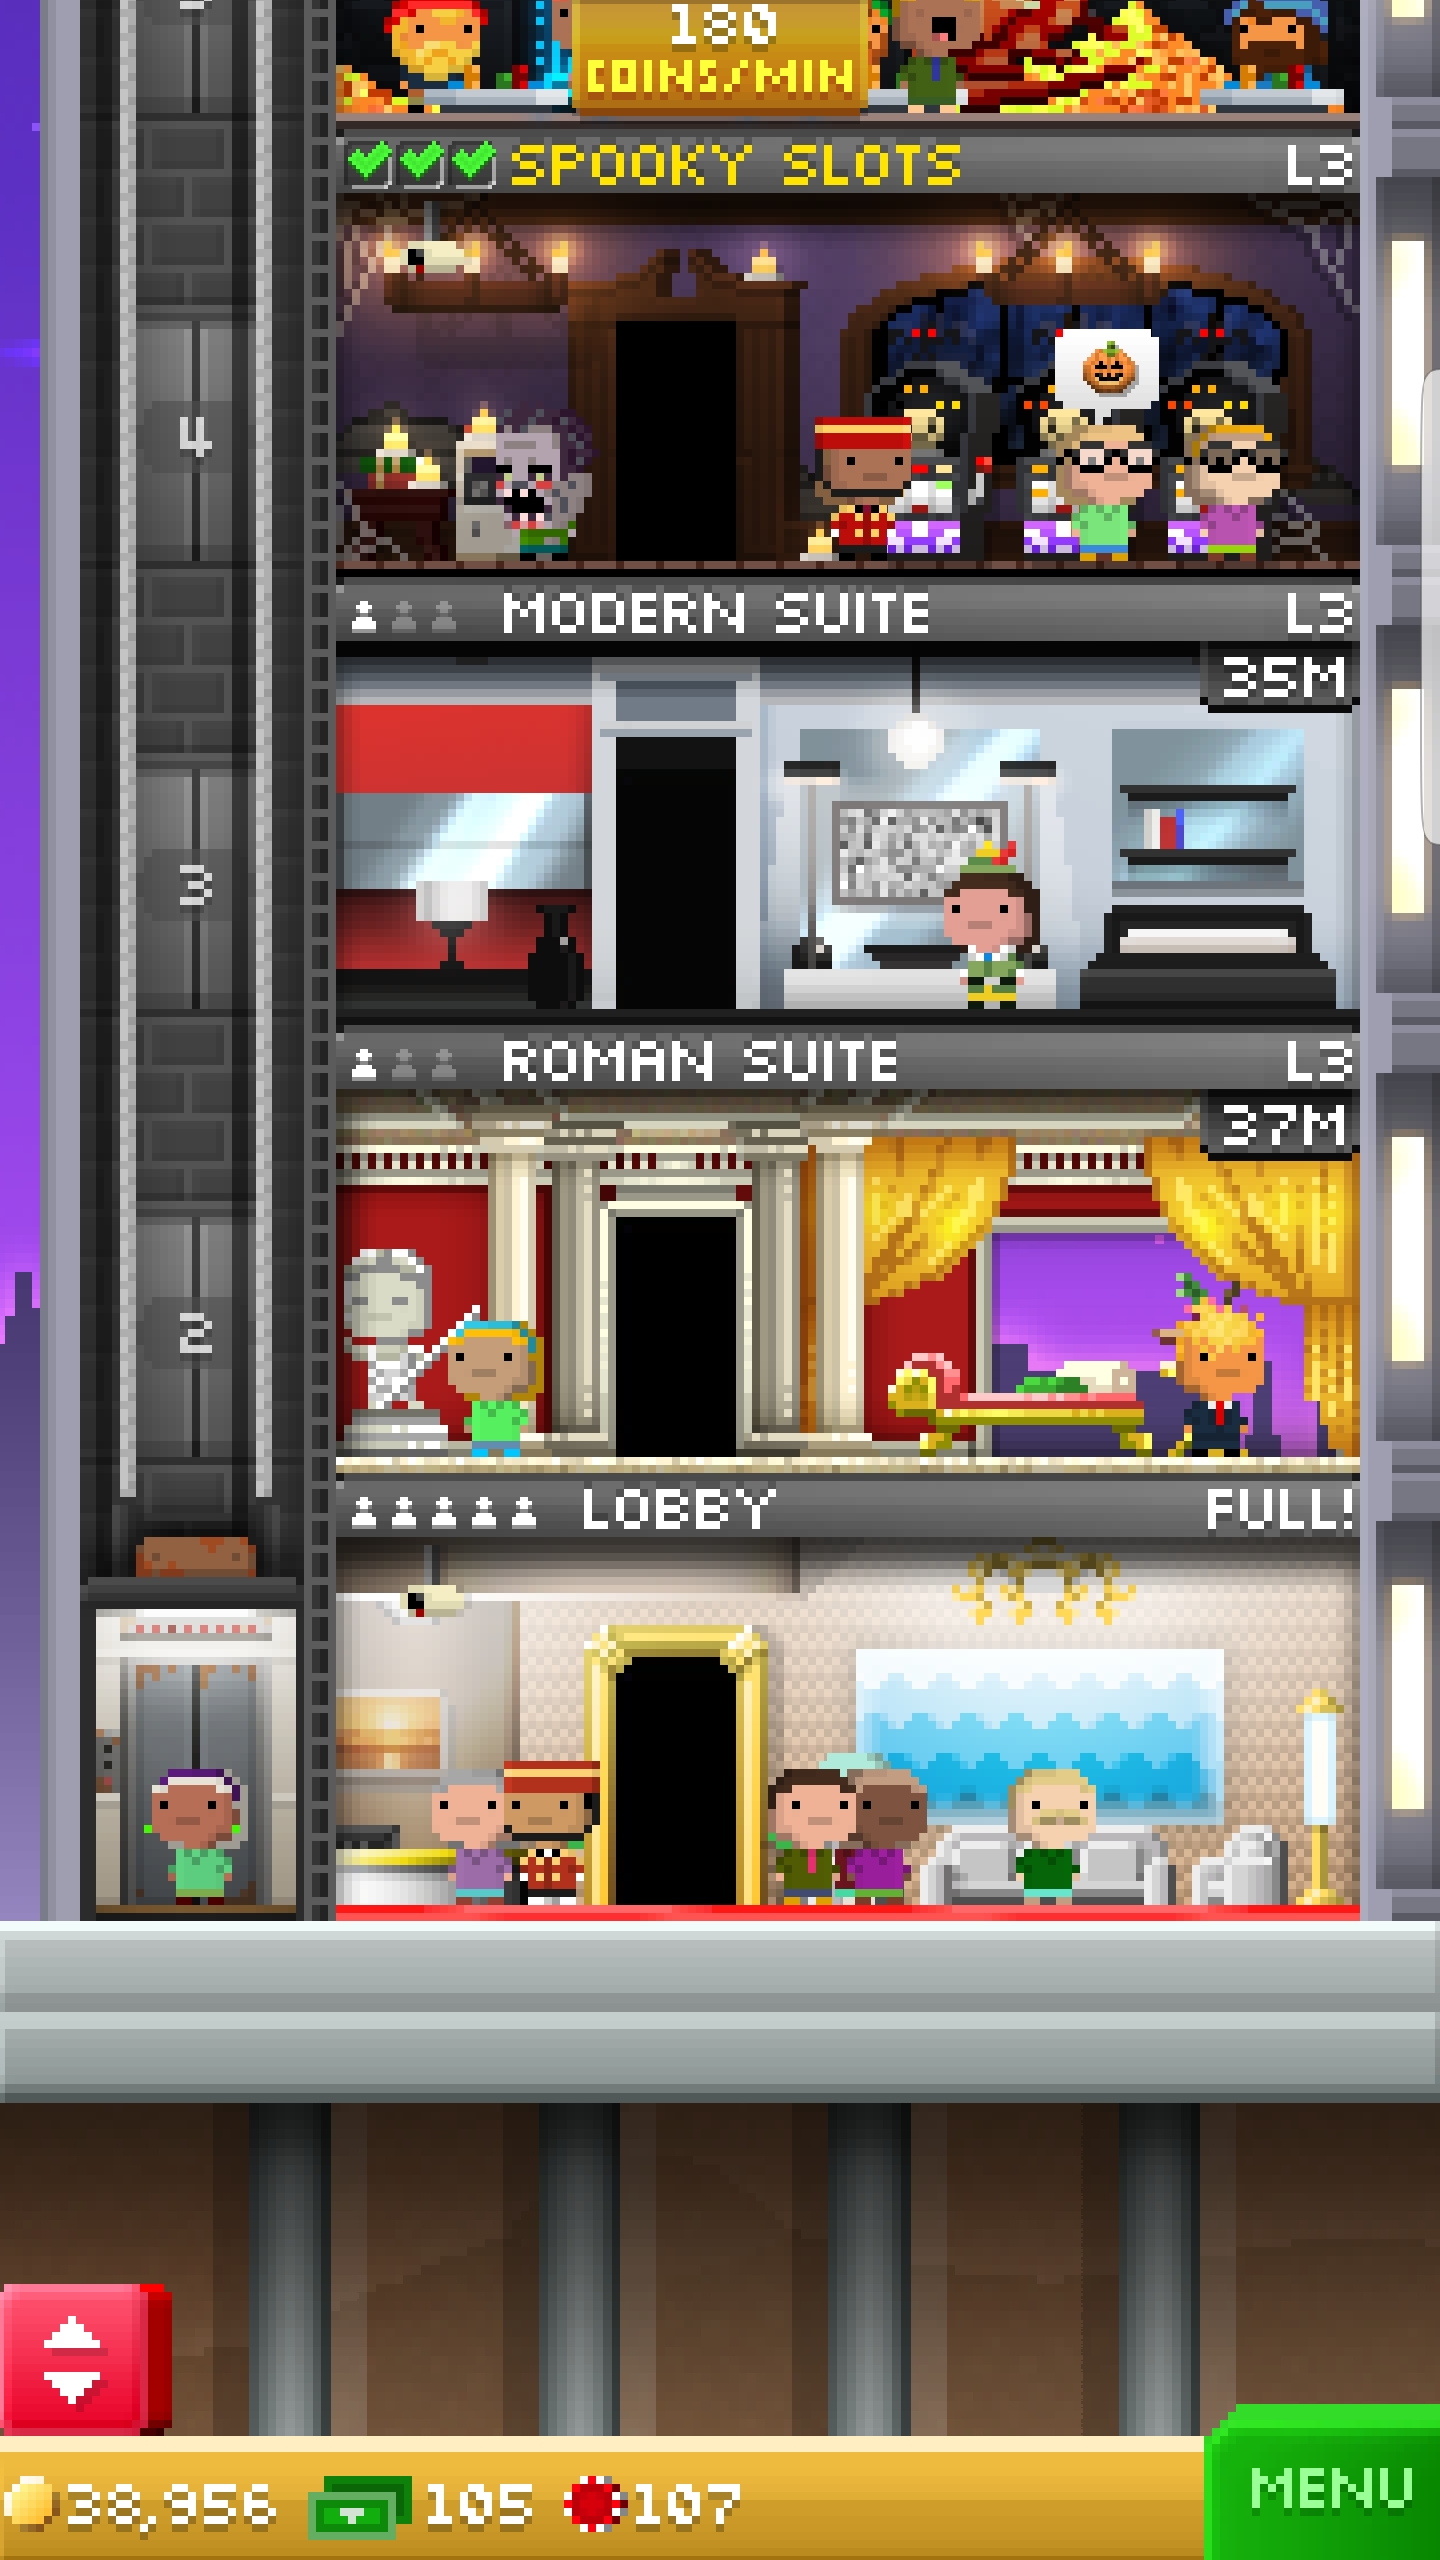 180
COINS/MIN
SPOOKY SLOTS L3
4
MODERN SUITE L3
35M
3
ROMAN SUITE L3
37M
2
LOBBY FULL!
38,956 105 107
MENU